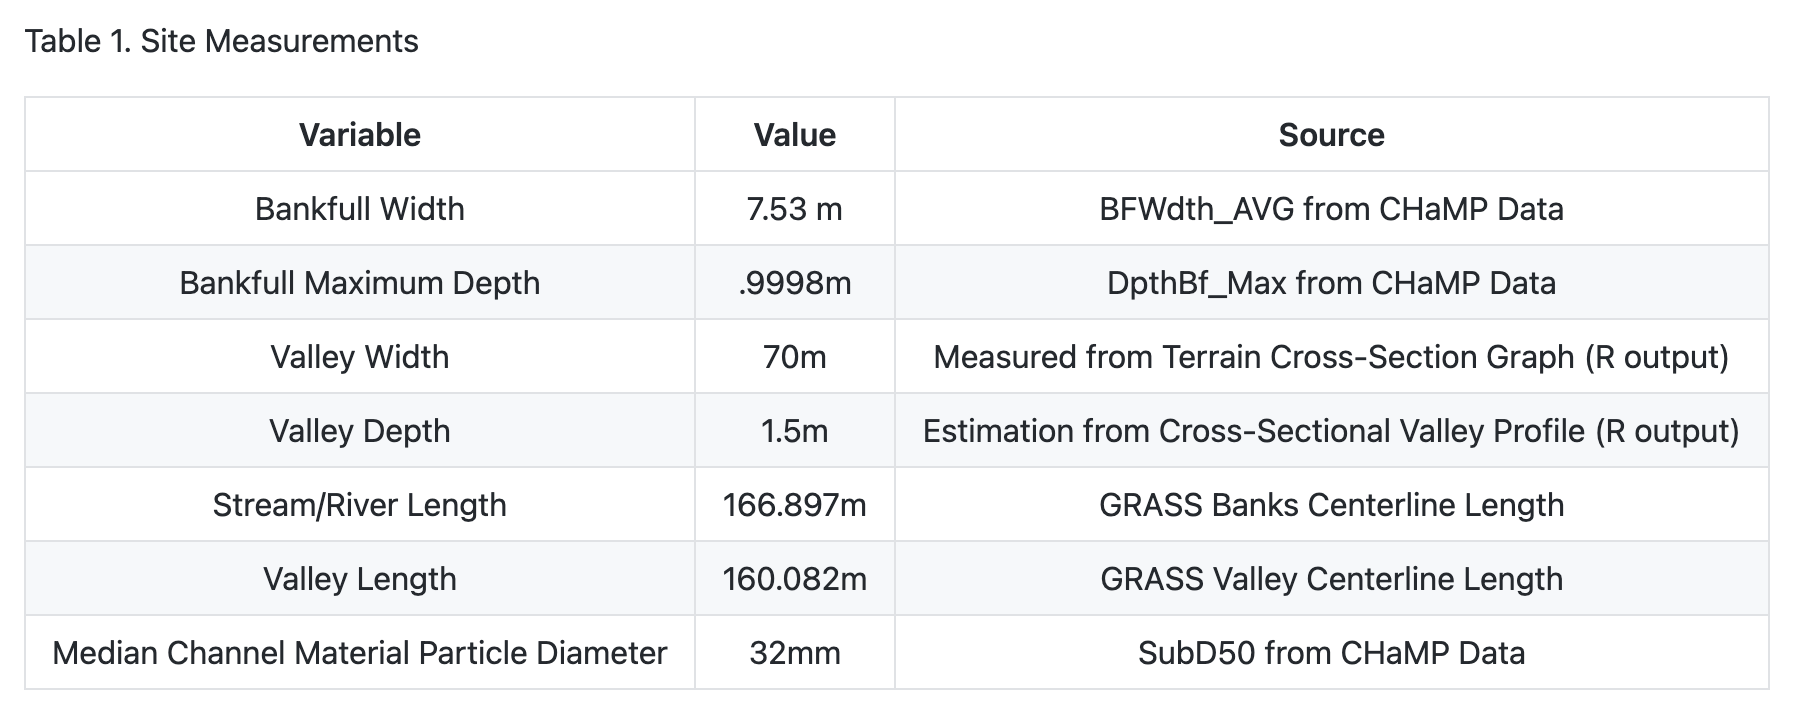 Table 1. Site Measurements
Variable Value Source
Bankfull Width 7.53 m BFWdth_AVG from CHaMP Data
Bankfull Maximum Depth .9998m DpthBf_Max from CHaMP Data
Valley Width 70m Measured from Terrain Cross-Section Graph (R output)
Valley Depth 1.5m Estimation from Cross-Sectional Valley Profile (R output)
Stream/River Length 166.897m GRASS Banks Centerline Length
Valley Length 160.082m GRASS Valley Centerline Length
Median Channel Material Particle Diameter 32mm SubD50 from CHaMP Data